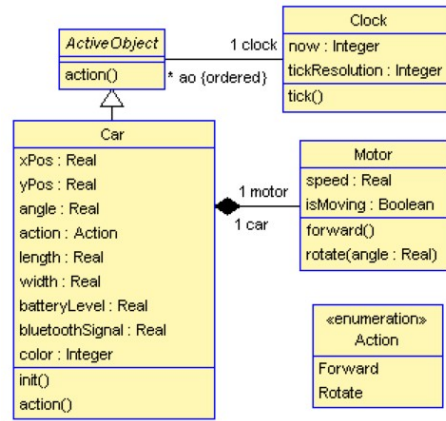 ActiveObject
action()
1 clock
* ao {ordered}
Clock
now : Integer
tickResolution : Integer
tick()
Car
xPos : Real
yPos : Real
angle : Real
action : Action
length : Real
width : Real
batteryLevel : Real
bluetoothSignal : Real
color : Integer
init()
action()
1 motor
1 car
Motor
speed : Real
isMoving : Boolean
forward()
rotate(angle : Real)
«enumeration»
Action
Forward
Rotate